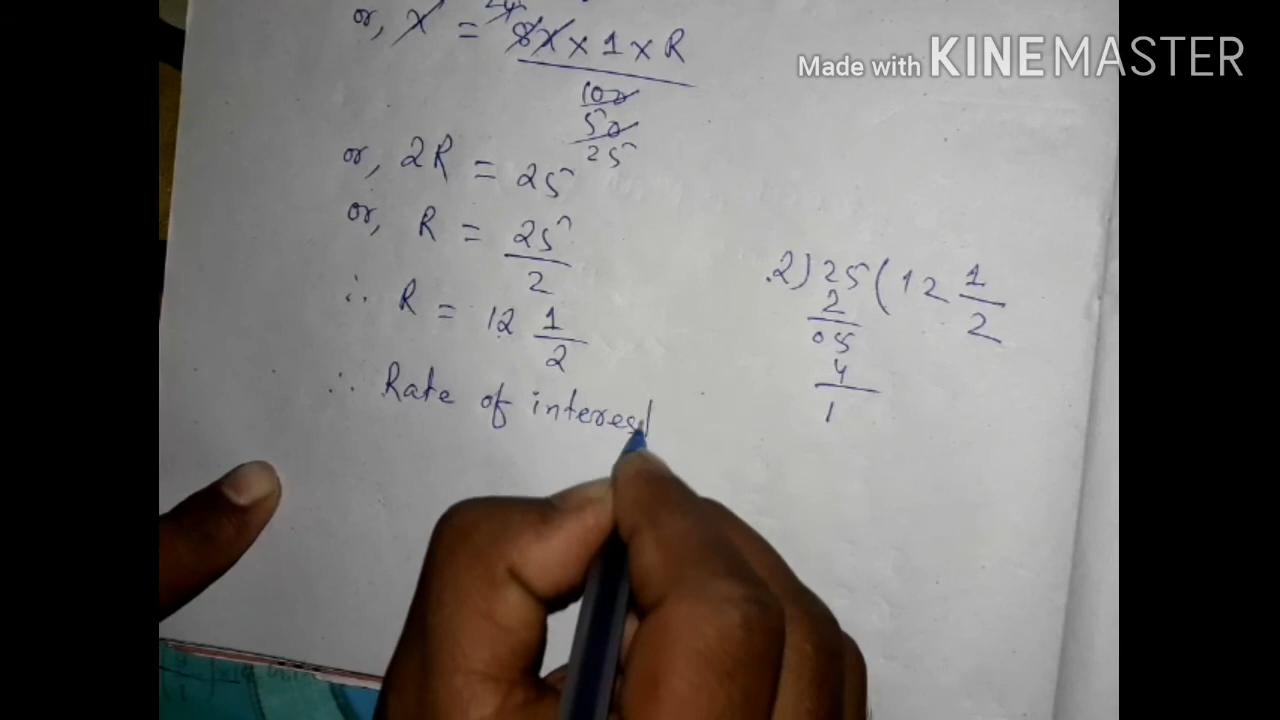 Made with KINEMASTER
or, x = 8x × 1 × R
100
50
25
or, 2R = 25
or, R = 25/2
∴ R = 12 1/2
∴ Rate of interest
2) 25 ( 12 1/2
2
05
4
1